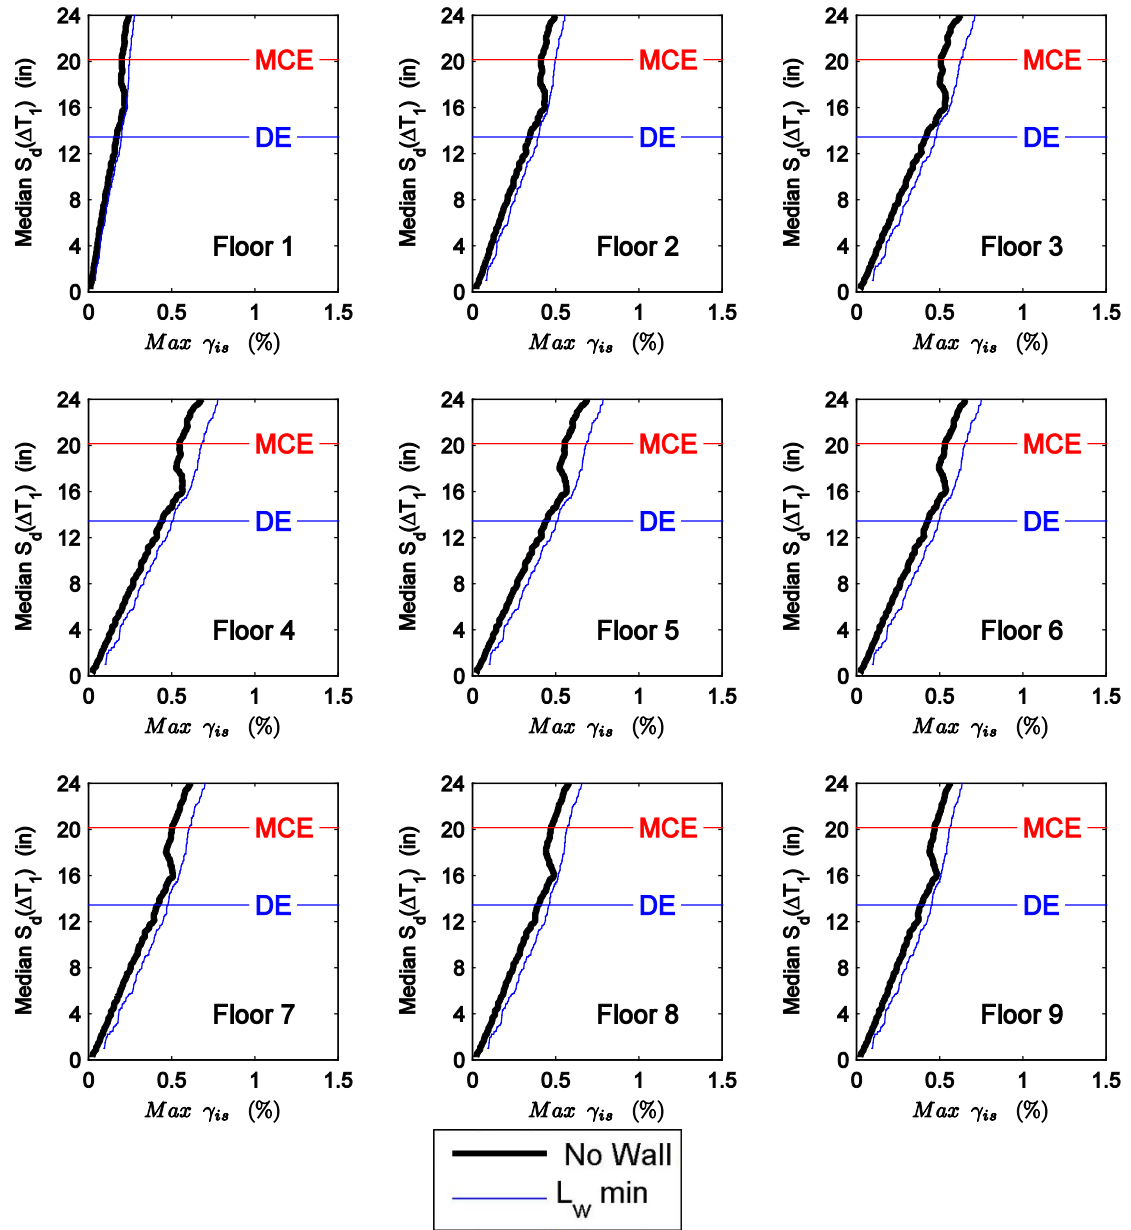 24
20
16
12
8
4
0
Median S_d(ΔT_1) (in)
MCE
DE
Floor 1
0 0.5 1 1.5
Max γ_is (%)
24
20
16
12
8
4
0
Median S_d(ΔT_1) (in)
MCE
DE
Floor 2
0 0.5 1 1.5
Max γ_is (%)
24
20
16
12
8
4
0
Median S_d(ΔT_1) (in)
MCE
DE
Floor 3
0 0.5 1 1.5
Max γ_is (%)
24
20
16
12
8
4
0
Median S_d(ΔT_1) (in)
MCE
DE
Floor 4
0 0.5 1 1.5
Max γ_is (%)
24
20
16
12
8
4
0
Median S_d(ΔT_1) (in)
MCE
DE
Floor 5
0 0.5 1 1.5
Max γ_is (%)
24
20
16
12
8
4
0
Median S_d(ΔT_1) (in)
MCE
DE
Floor 6
0 0.5 1 1.5
Max γ_is (%)
24
20
16
12
8
4
0
Median S_d(ΔT_1) (in)
MCE
DE
Floor 7
0 0.5 1 1.5
Max γ_is (%)
24
20
16
12
8
4
0
Median S_d(ΔT_1) (in)
MCE
DE
Floor 8
0 0.5 1 1.5
Max γ_is (%)
24
20
16
12
8
4
0
Median S_d(ΔT_1) (in)
MCE
DE
Floor 9
0 0.5 1 1.5
Max γ_is (%)
No Wall
L_w min